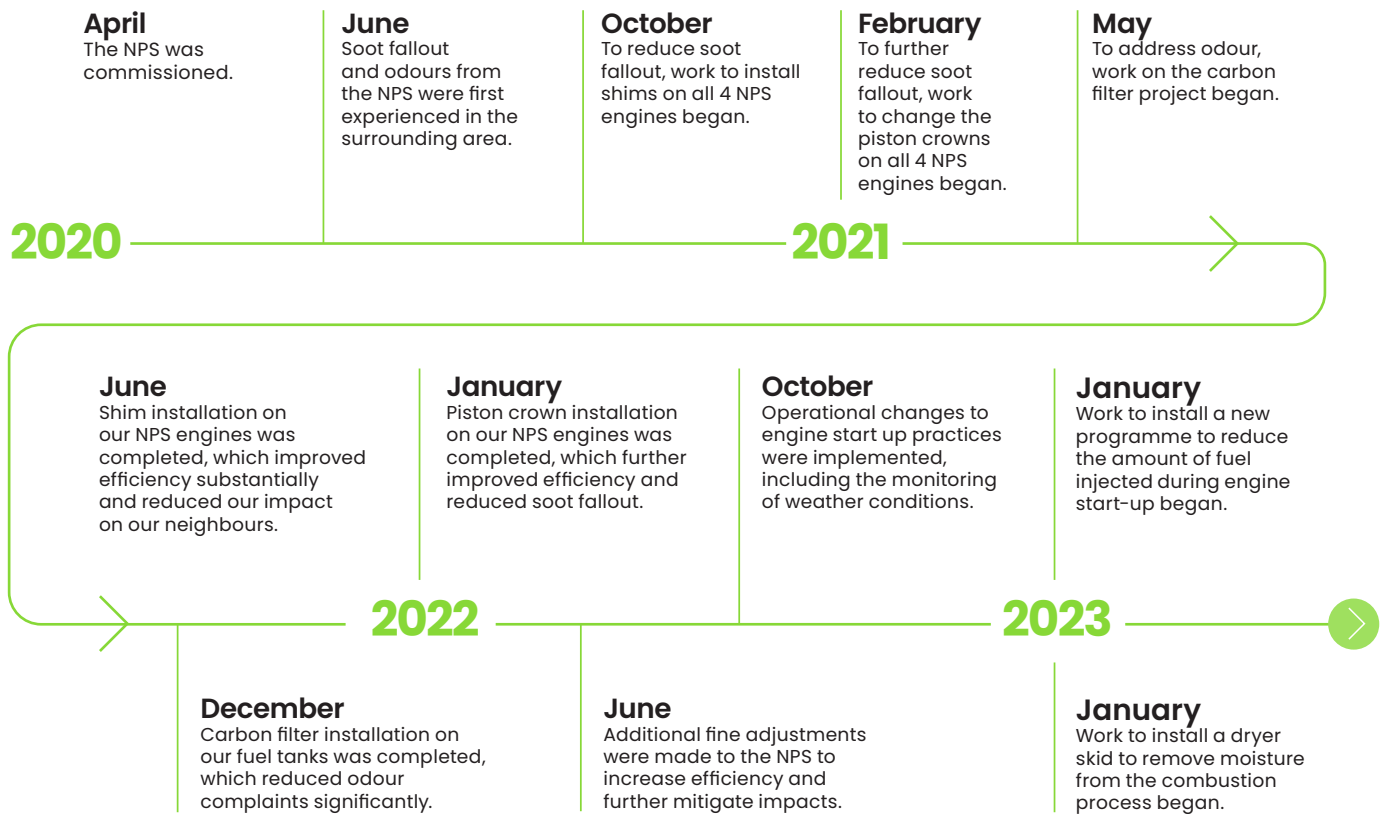 April
The NPS was
commissioned.
June
Soot fallout
and odours from
the NPS were first
experienced in the
surrounding area.
October
To reduce soot
fallout, work to install
shims on all 4 NPS
engines began.
February
To further
reduce soot
fallout, work
to change the
piston crowns
on all 4 NPS
engines began.
May
To address odour,
work on the carbon
filter project began.
2020
2021
June
Shim installation on
our NPS engines was
completed, which improved
efficiency substantially
and reduced our impact
on our neighbours.
January
Piston crown installation
on our NPS engines was
completed, which further
improved efficiency and
reduced soot fallout.
October
Operational changes to
engine start up practices
were implemented,
including the monitoring
of weather conditions.
January
Work to install a new
programme to reduce
the amount of fuel
injected during engine
start-up began.
2022
2023
December
Carbon filter installation on
our fuel tanks was completed,
which reduced odour
complaints significantly.
June
Additional fine adjustments
were made to the NPS to
increase efficiency and
further mitigate impacts.
January
Work to install a dryer
skid to remove moisture
from the combustion
process began.